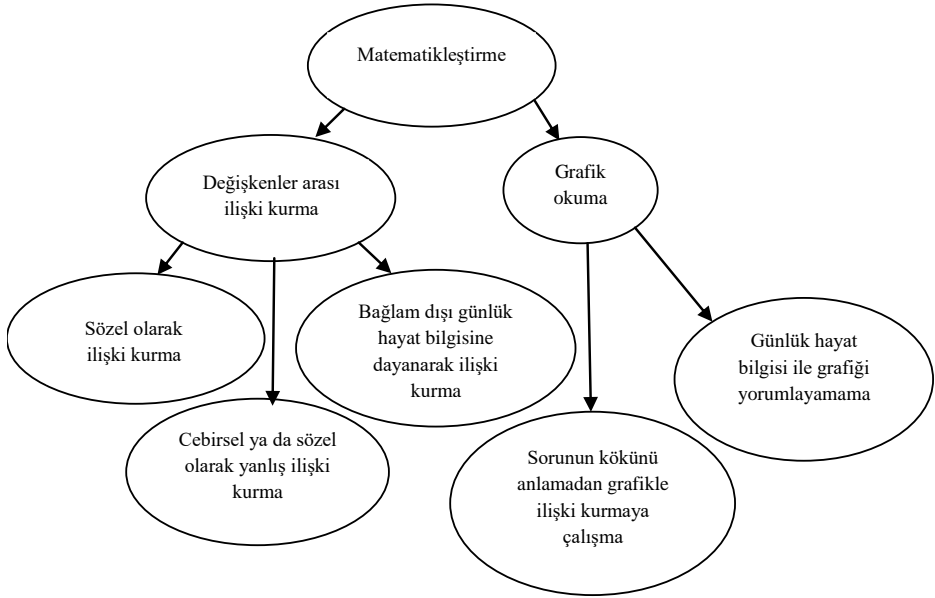 Matematikleştirme
Değişkenler arası
ilişki kurma
Grafik
okuma
Sözel olarak
ilişki kurma
Bağlam dışı günlük
hayat bilgisine
dayanarak ilişki
kurma
Günlük hayat
bilgisi ile grafiği
yorumlayamama
Cebirsel ya da sözel
olarak yanlış ilişki
kurma
Sorunun kökünü
anlamadan grafikle
ilişki kurmaya
çalışma